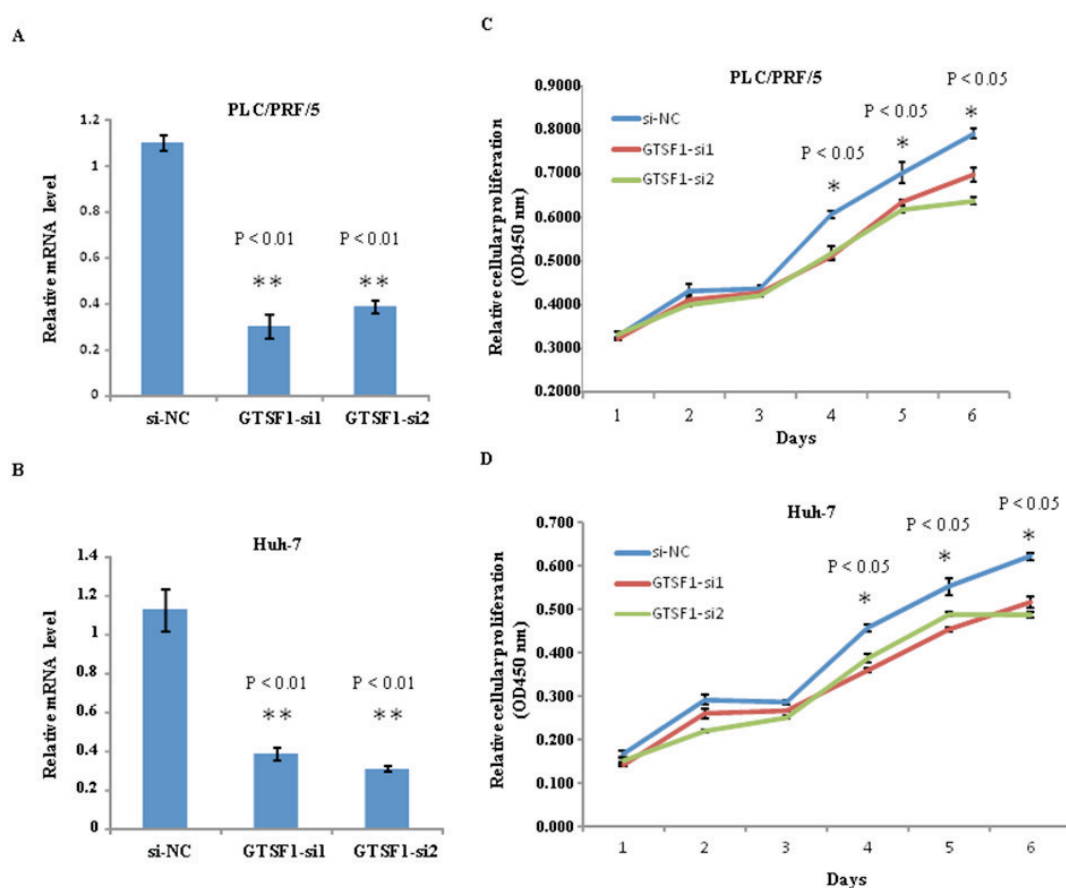 A
PLC/PRF/5
Relative mRNA level
1.2
1
0.8
0.6
0.4
0.2
0
P < 0.01
**
P < 0.01
**
si-NC
GTSF1-si1
GTSF1-si2
B
Huh-7
Relative mRNA level
1.4
1.2
1
0.8
0.6
0.4
0.2
0
P < 0.01
**
P < 0.01
**
si-NC
GTSF1-si1
GTSF1-si2
C
PLC/PRF/5
Relative cellular proliferation
(OD450 nm)
0.9000
0.8000
0.7000
0.6000
0.5000
0.4000
0.3000
0.2000
si-NC
GTSF1-si1
GTSF1-si2
P < 0.05
*
P < 0.05
*
P < 0.05
*
1
2
3
4
5
6
Days
D
Huh-7
Relative cellular proliferation
(OD450 nm)
0.700
0.600
0.500
0.400
0.300
0.200
0.100
0.000
si-NC
GTSF1-si1
GTSF1-si2
P < 0.05
*
P < 0.05
*
P < 0.05
*
1
2
3
4
5
6
Days